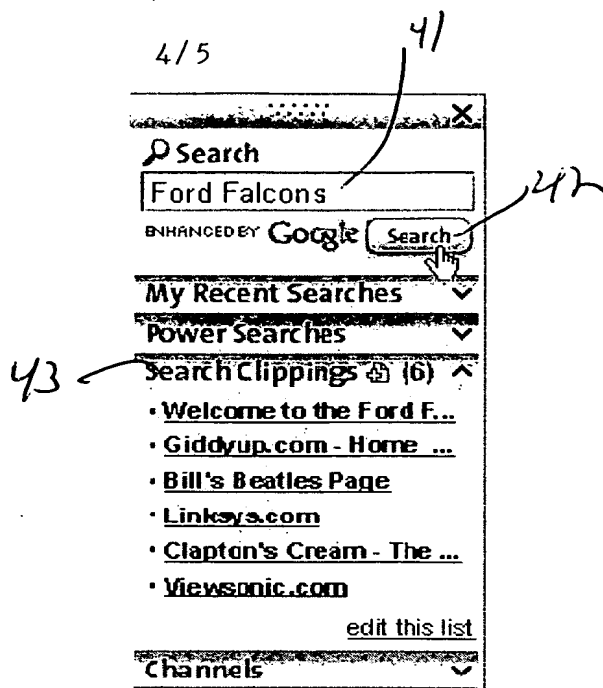 4/5
41
Search
Ford Falcons
ENHANCED BY Google Search
42
My Recent Searches
Power Searches
43
Search Clippings (6)
• Welcome to the Ford F...
• Giddyup.com - Home ...
• Bill's Beatles Page
• Linksys.com
• Clapton's Cream - The ...
• Viewsonic.com
edit this list
Channels